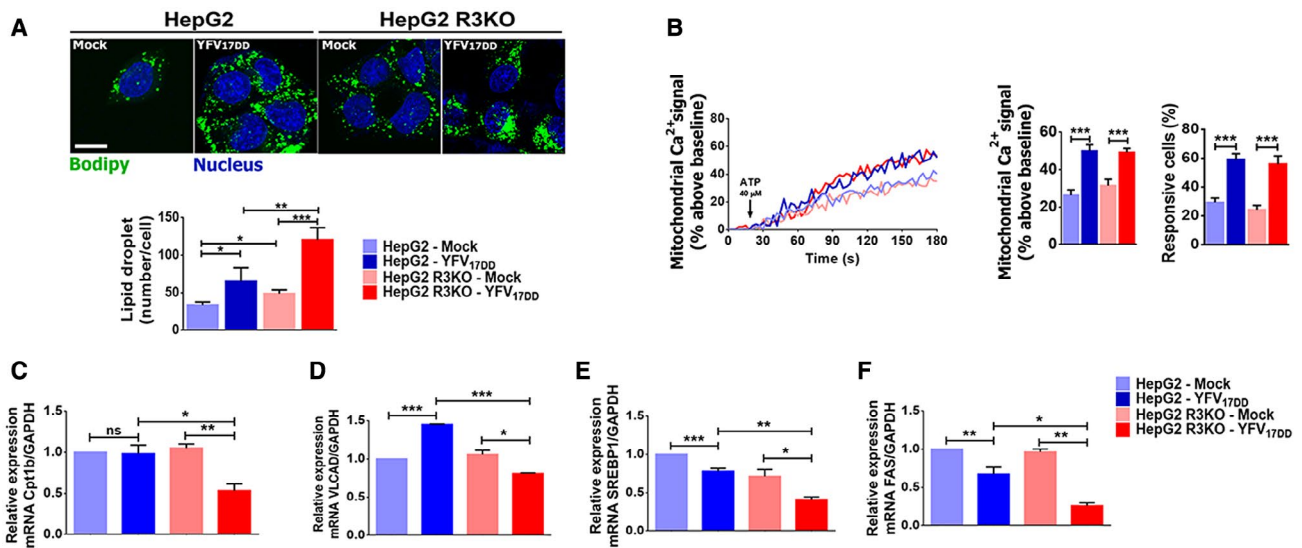 A
HepG2
HepG2 R3KO
Mock
YFV17DD
Mock
YFV17DD
Bodipy
Nucleus
Lipid droplet
(number/cell)
150
100
50
0
*
*
**
***
HepG2 - Mock
HepG2 - YFV17DD
HepG2 R3KO - Mock
HepG2 R3KO - YFV17DD
B
Mitochondrial Ca2+signal
(% above baseline)
80
60
40
20
0
ATP
40 µM
0 30 60 90 120 150 180
Time (s)
Mitochondrial Ca2+signal
(% above baseline)
60
40
20
0
*** ***
Responsive cells (%)
80
60
40
20
0
*** ***
C
Relative expression
mRNA Cpt1b/GAPDH
1.5
1.0
0.5
0.0
ns
*
**
D
Relative expression
mRNA VLCAD/GAPDH
1.5
1.0
0.5
0.0
***
***
*
E
Relative expression
mRNA SREBP1/GAPDH
1.5
1.0
0.5
0.0
***
**
*
F
Relative expression
mRNA FAS/GAPDH
1.5
1.0
0.5
0.0
**
*
**
HepG2 - Mock
HepG2 - YFV17DD
HepG2 R3KO - Mock
HepG2 R3KO - YFV17DD